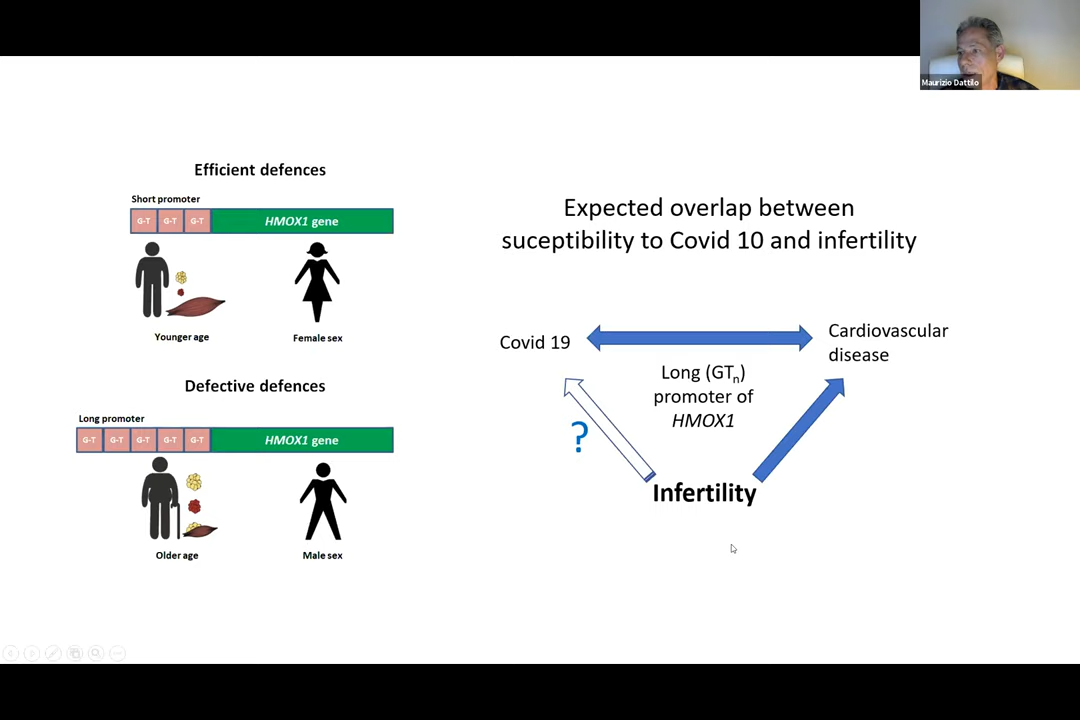 Maurizio Dattilo
Efficient defences
Short promoter
G-T G-T G-T HMOX1 gene
Younger age
Female sex
Defective defences
Long promoter
G-T G-T G-T G-T G-T HMOX1 gene
Older age
Male sex
Expected overlap between
suceptibility to Covid 10 and infertility
Covid 19
Cardiovascular
disease
Long (GTn)
promoter of
HMOX1
?
Infertility